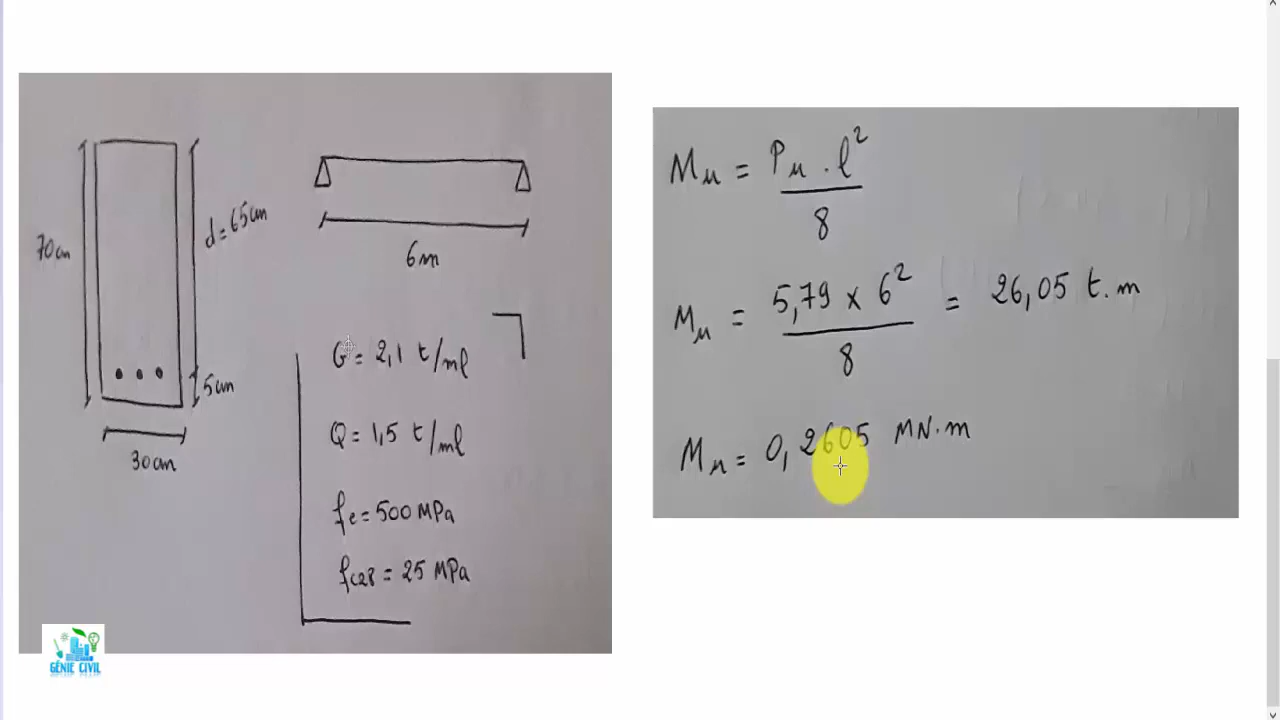 70cm
d=65cm
5cm
30cm
6m
G = 2,1 t/ml
Q = 1,5 t/ml
fe = 500 MPa
fc28 = 25 MPa
GÉNIE CIVIL
Mu = Pu . l²
8
Mu = 5,79 x 6² = 26,05 t.m
8
Mu = 0,2605 MN.m